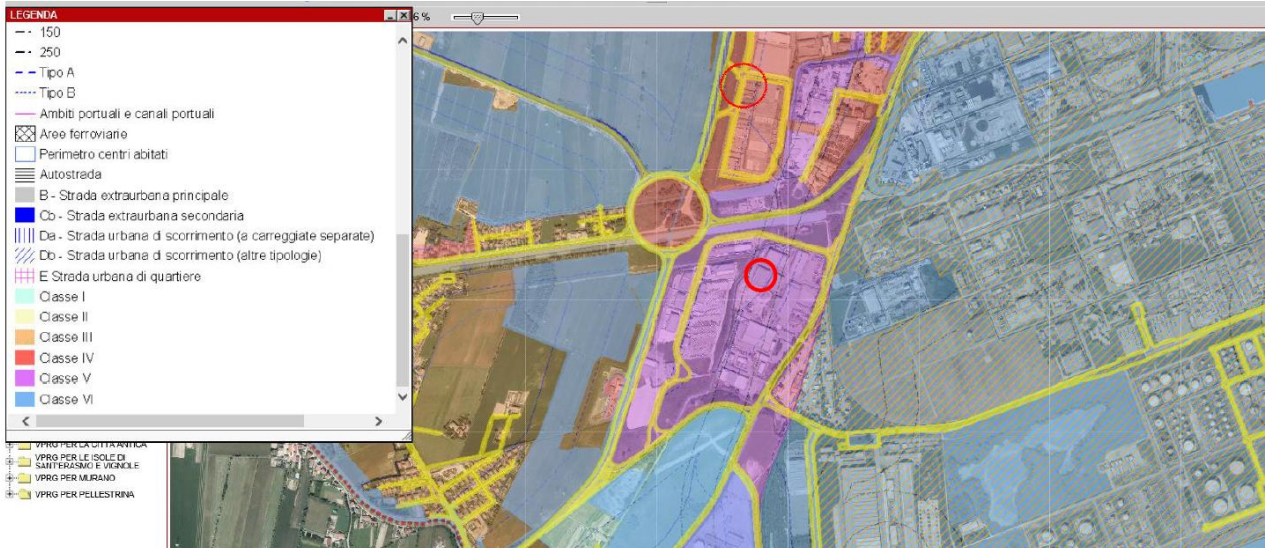 LEGENDA
6 %
150
250
Tipo A
Tipo B
Ambiti portuali e canali portuali
Aree ferroviarie
Perimetro centri abitati
Autostrada
B - Strada extraurbana principale
Cb - Strada extraurbana secondaria
Da - Strada urbana di scorrimento (a carreggiate separate)
Db - Strada urbana di scorrimento (altre tipologie)
E Strada urbana di quartiere
Classe I
Classe II
Classe III
Classe IV
Classe V
Classe VI
VPRG PER LA CITTÀ ANTICA
VPRG PER LE ISOLE DI
SANT'ERASMO E VIGNOLE
VPRG PER MURANO
VPRG PER PELLESTRINA